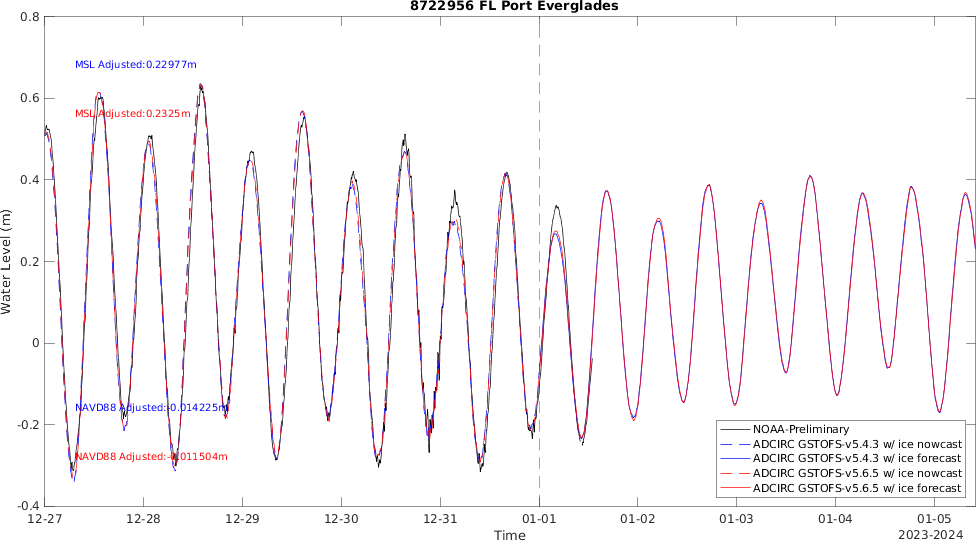 8722956 FL Port Everglades
0.8
0.6
0.4
0.2
0
-0.2
-0.4
Water Level (m)
MSL Adjusted:0.22977m
MSL Adjusted:0.2325m
NAVD88 Adjusted:-0.014225m
NAVD88 Adjusted:-0.011504m
NOAA-Preliminary
ADCIRC GSTOFS-v5.4.3 w/ ice nowcast
ADCIRC GSTOFS-v5.4.3 w/ ice forecast
ADCIRC GSTOFS-v5.6.5 w/ ice nowcast
ADCIRC GSTOFS-v5.6.5 w/ ice forecast
12-27 12-28 12-29 12-30 12-31 01-01 01-02 01-03 01-04 01-05
Time
2023-2024